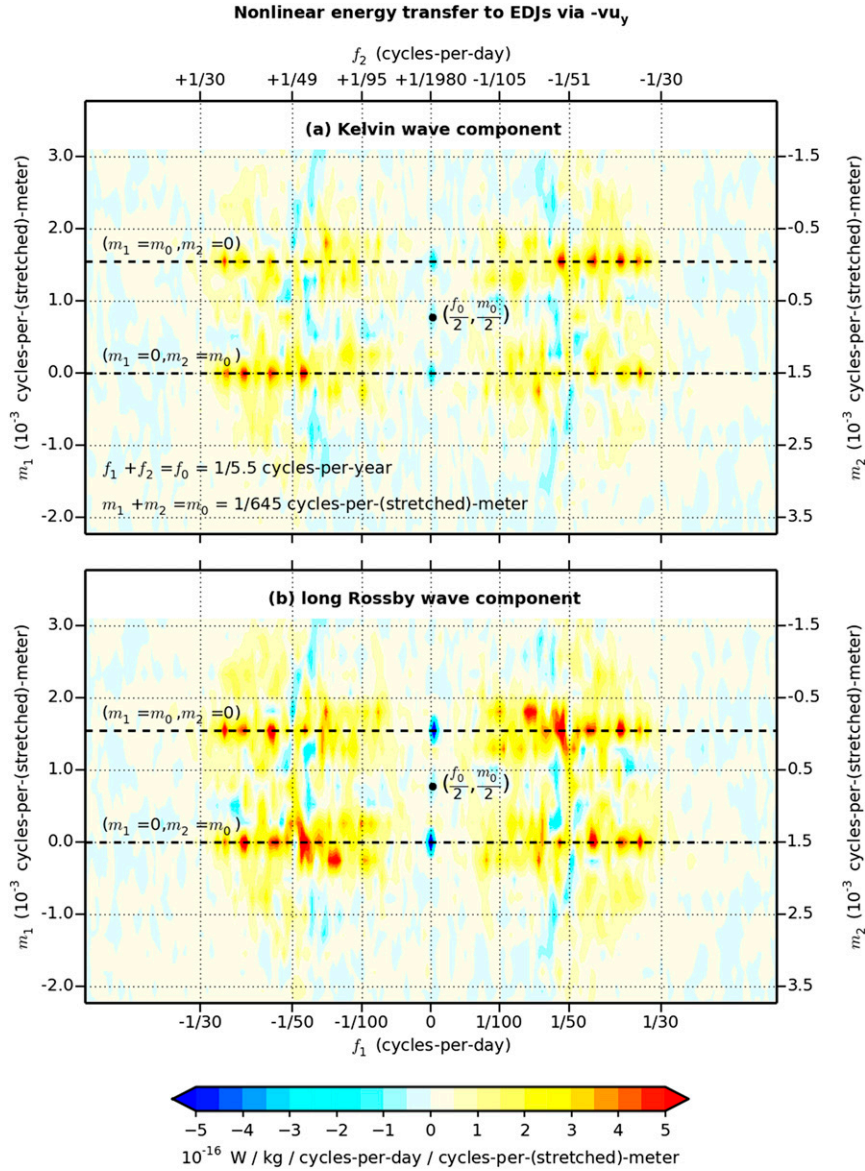 Nonlinear energy transfer to EDJs via -vu_y
f_2 (cycles-per-day)
+1/30 +1/49 +1/95 +1/1980 -1/105 -1/51 -1/30
(a) Kelvin wave component
m_1 (10^-3 cycles-per-(stretched)-meter)
3.0
2.0
1.0
0.0
-1.0
-2.0
(m_1 =m_0 ,m_2 =0)
(f_0/2, m_0/2)
(m_1 =0,m_2 =m_0)
f_1 +f_2 =f_0 = 1/5.5 cycles-per-year
m_1 +m_2 =m_0 = 1/645 cycles-per-(stretched)-meter
-1.5
-0.5
0.5
1.5
2.5
3.5
m_2 (10^-3 cycles-per-(stretched)-meter)
(b) long Rossby wave component
m_1 (10^-3 cycles-per-(stretched)-meter)
3.0
2.0
1.0
0.0
-1.0
-2.0
(m_1 =m_0 ,m_2 =0)
(f_0/2, m_0/2)
(m_1 =0,m_2 =m_0)
-1.5
-0.5
0.5
1.5
2.5
3.5
m_2 (10^-3 cycles-per-(stretched)-meter)
-1/30 -1/50 -1/100 0 1/100 1/50 1/30
f_1 (cycles-per-day)
−5 −4 −3 −2 −1 0 1 2 3 4 5
10^-16 W / kg / cycles-per-day / cycles-per-(stretched)-meter